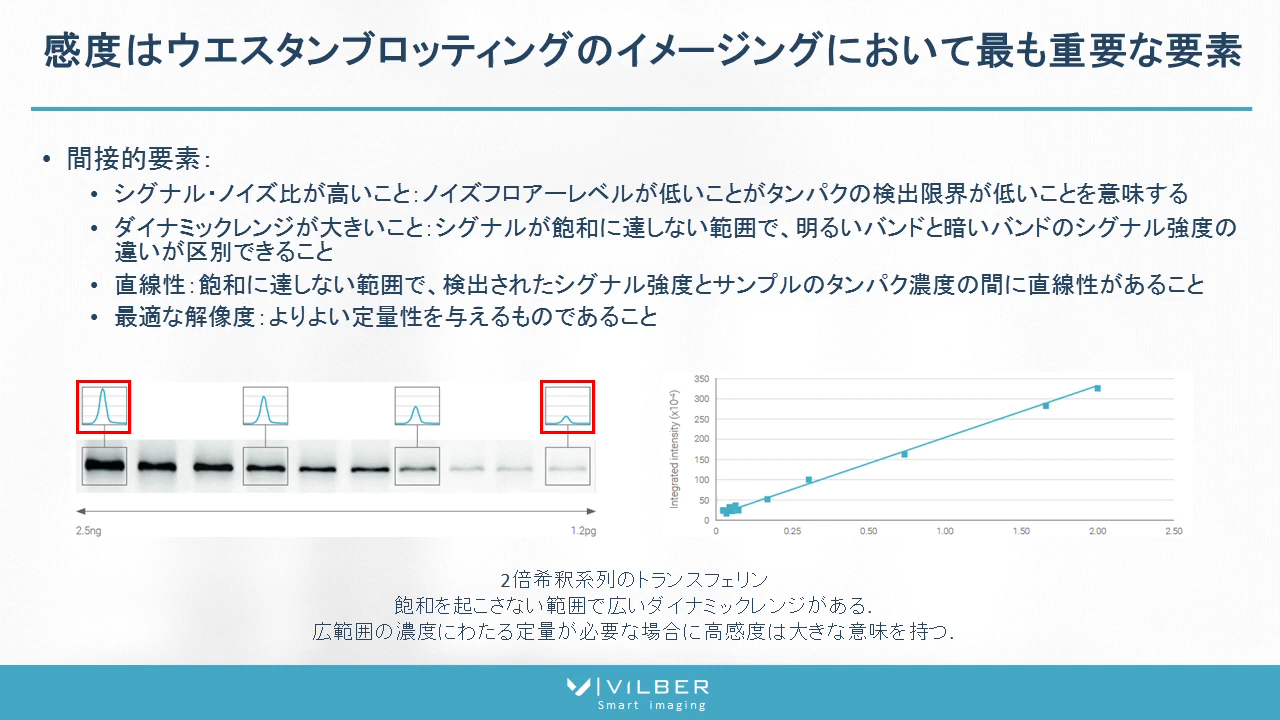 感度はウエスタンブロッティングのイメージングにおいて最も重要な要素
• 間接的要素：
• シグナル・ノイズ比が高いこと：ノイズフロアーレベルが低いことがタンパクの検出限界が低いことを意味する
• ダイナミックレンジが大きいこと：シグナルが飽和に達しない範囲で、明るいバンドと暗いバンドのシグナル強度の
違いが区別できること
• 直線性：飽和に達しない範囲で、検出されたシグナル強度とサンプルのタンパク濃度の間に直線性があること
• 最適な解像度：よりよい定量性を与えるものであること
2.5ng
1.2pg
Integrated intensity (x10⁻⁴)
350
300
250
200
150
100
50
0
0 0.25 0.50 1.00 1.50 2.00 2.50
2倍希釈系列のトランスフェリン
飽和を起こさない範囲で広いダイナミックレンジがある.
広範囲の濃度にわたる定量が必要な場合に高感度は大きな意味を持つ.
VILBER
Smart imaging